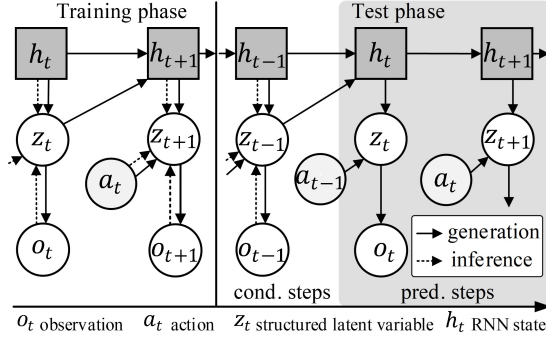 Training phase
Test phase
h_t
h_{t+1}
h_{t-1}
h_t
h_{t+1}
z_t
z_{t+1}
z_{t-1}
z_t
z_{t+1}
a_t
a_{t-1}
a_t
o_t
o_{t+1}
o_{t-1}
o_t
generation
inference
cond. steps
pred. steps
o_t observation
a_t action
z_t structured latent variable
h_t RNN state